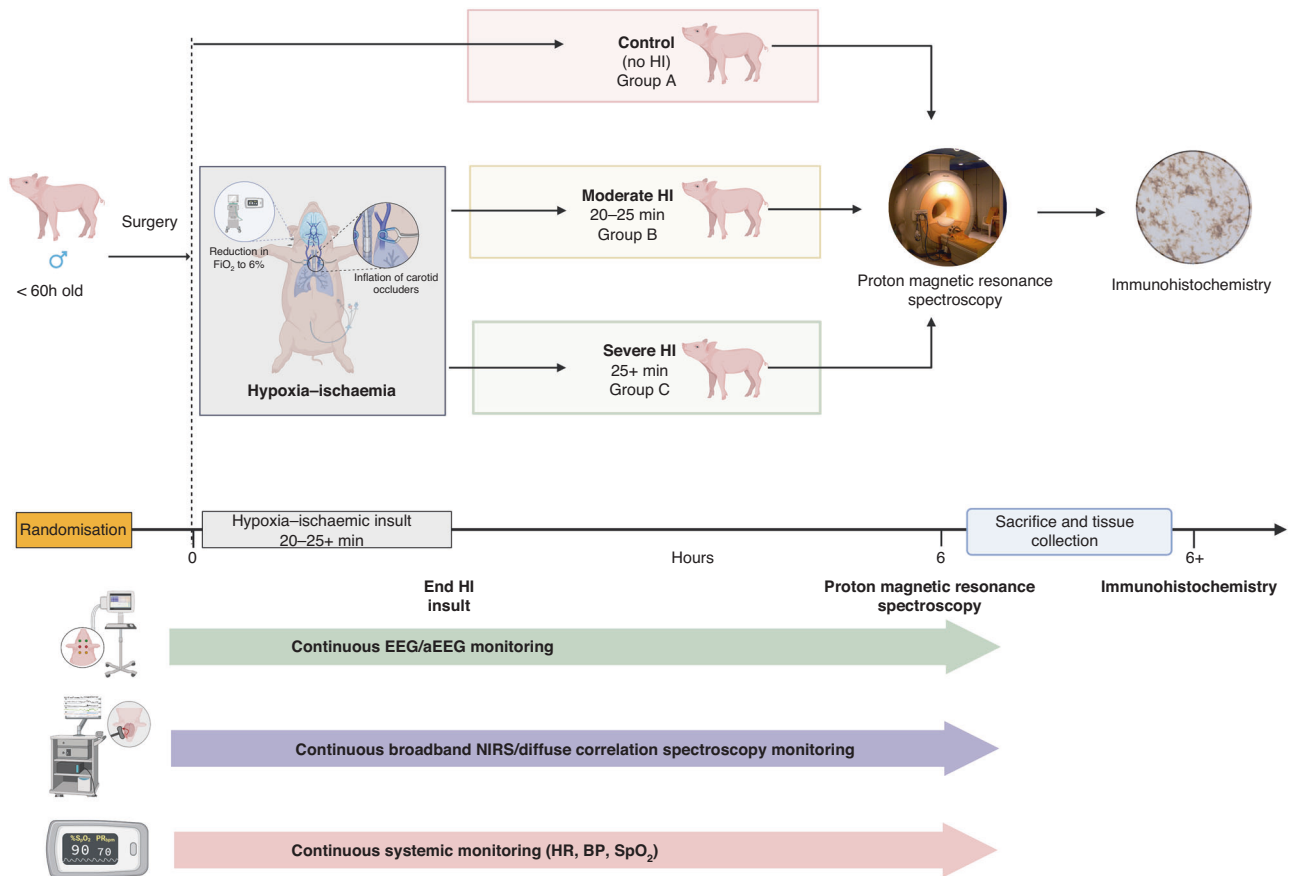 Control
(no HI)
Group A
Surgery
♂
< 60h old
Reduction in
FiO₂ to 6%
Inflation of carotid
occluders
Hypoxia–ischaemia
Moderate HI
20–25 min
Group B
Severe HI
25+ min
Group C
Proton magnetic resonance
spectroscopy
Immunohistochemistry
Randomisation
Hypoxia–ischaemic insult
20–25+ min
Sacrifice and tissue
collection
0
Hours
6
6+
End HI
insult
Proton magnetic resonance
spectroscopy
Immunohistochemistry
Continuous EEG/aEEG monitoring
Continuous broadband NIRS/diffuse correlation spectroscopy monitoring
%SₚO₂ PRbpm
90 70
Continuous systemic monitoring (HR, BP, SpO₂)